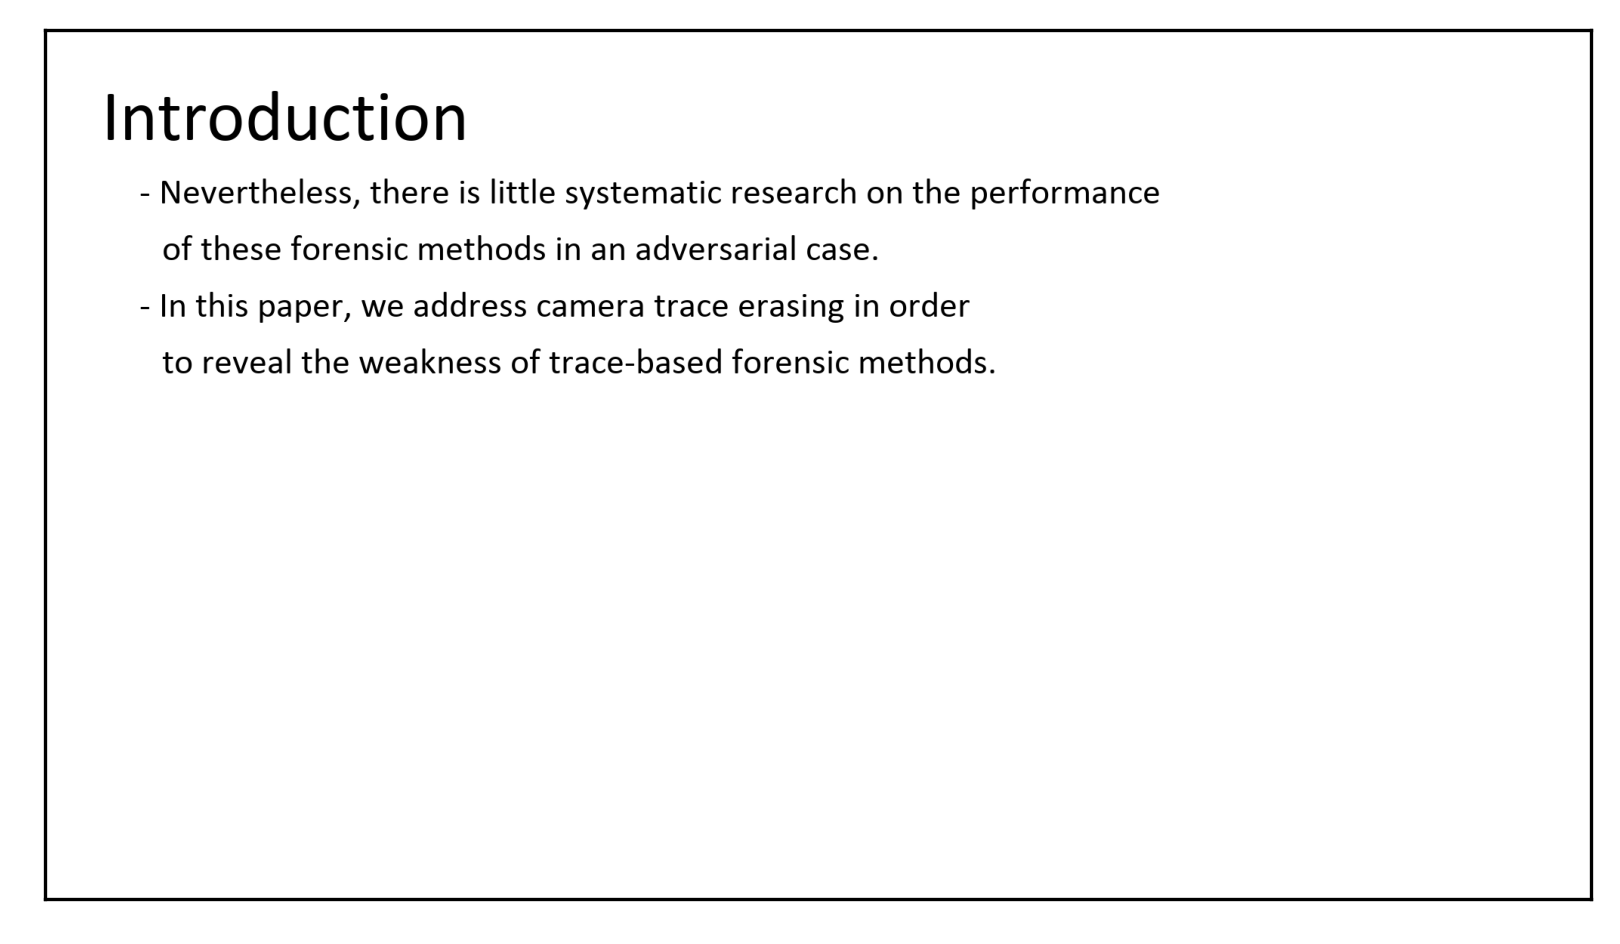 Introduction
- Nevertheless, there is little systematic research on the performance
of these forensic methods in an adversarial case.
- In this paper, we address camera trace erasing in order
to reveal the weakness of trace-based forensic methods.